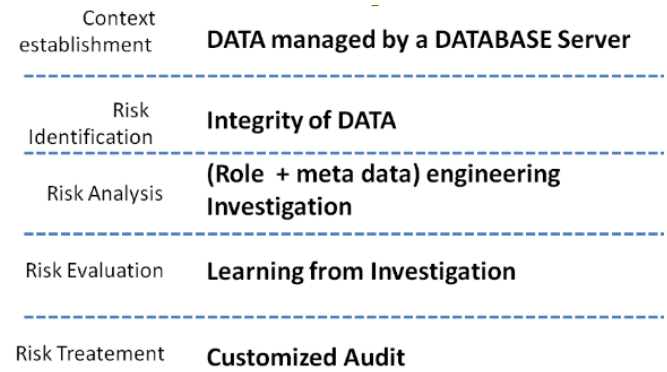 Context
establishment
DATA managed by a DATABASE Server
Risk
Identification
Integrity of DATA
Risk Analysis
(Role + meta data) engineering
Investigation
Risk Evaluation
Learning from Investigation
Risk Treatement
Customized Audit